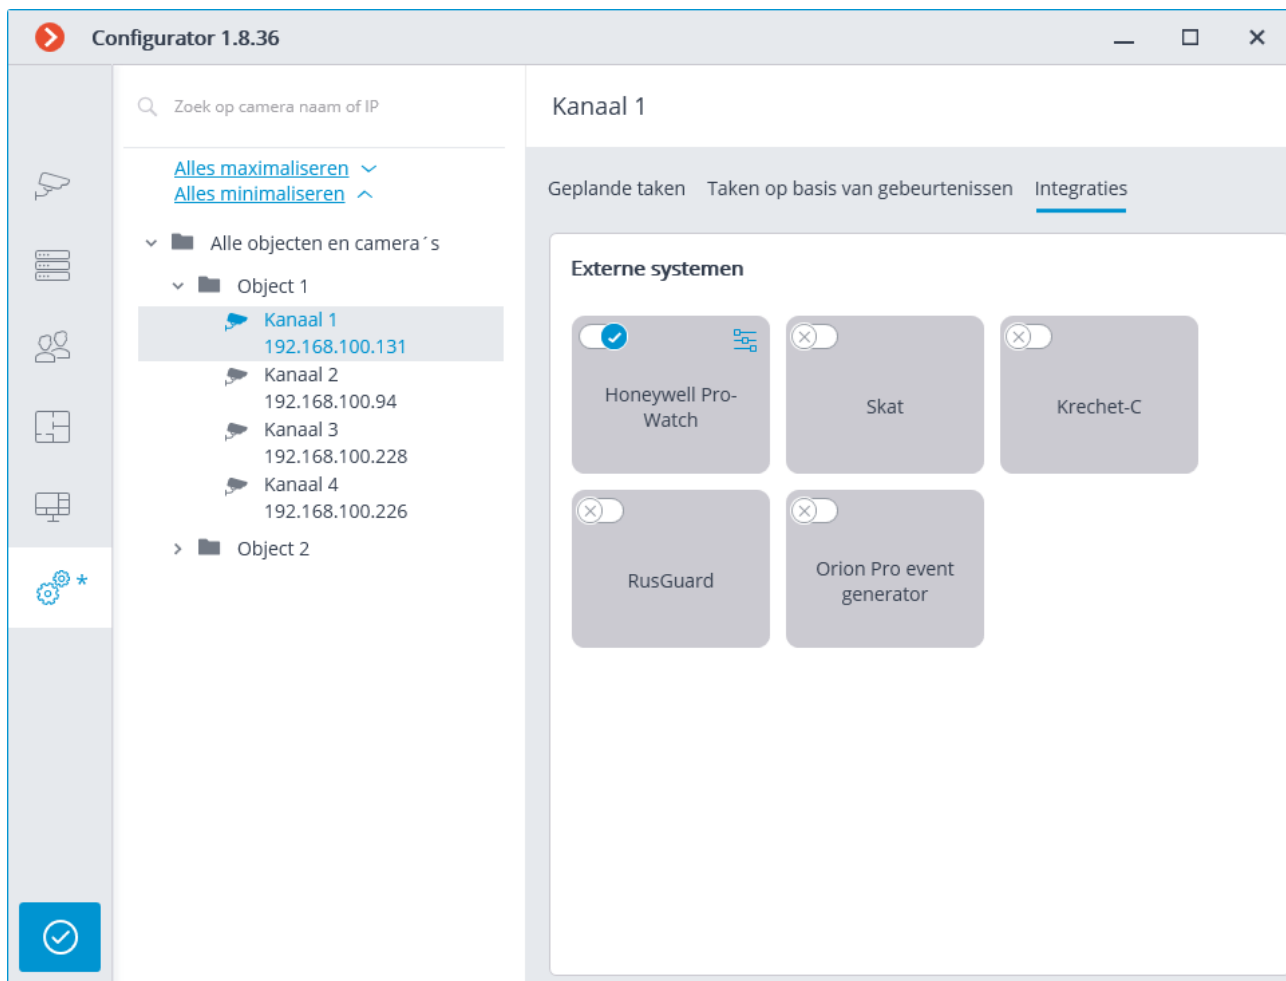 Configurator 1.8.36
Zoek op camera naam of IP
Alles maximaliseren
Alles minimaliseren
Alle objecten en camera´s
Object 1
Kanaal 1
192.168.100.131
Kanaal 2
192.168.100.94
Kanaal 3
192.168.100.228
Kanaal 4
192.168.100.226
Object 2
Kanaal 1
Geplande taken
Taken op basis van gebeurtenissen
Integraties
Externe systemen
Honeywell Pro-
Watch
Skat
Krechet-C
RusGuard
Orion Pro event
generator